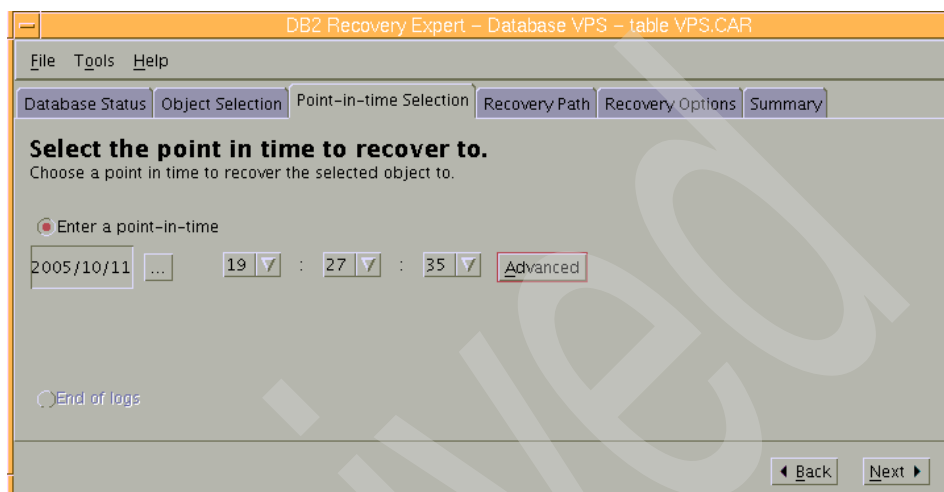 DB2 Recovery Expert – Database VPS – table VPS.CAR
File Tools Help
Database Status Object Selection Point-in-time Selection Recovery Path Recovery Options Summary
Select the point in time to recover to.
Choose a point in time to recover the selected object to.
Enter a point-in-time
2005/10/11 ... 19 : 27 : 35 Advanced
End of logs
Back Next